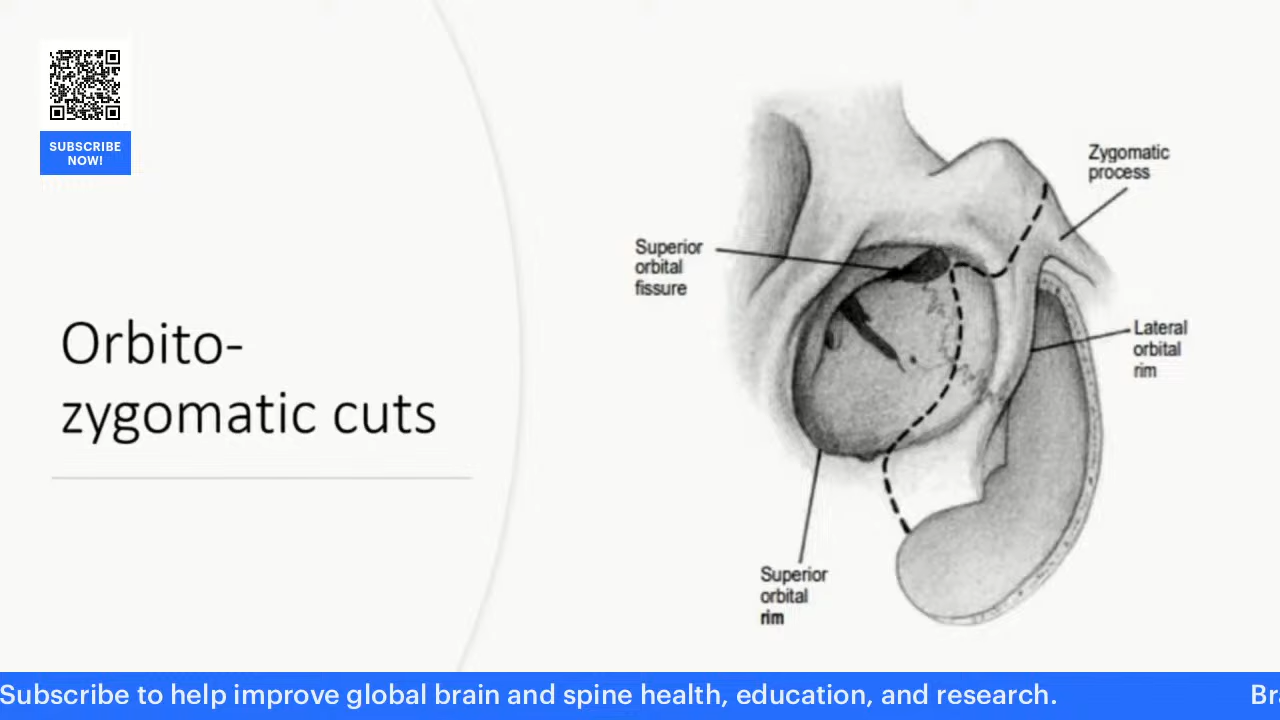 SUBSCRIBE
NOW!
Orbito-
zygomatic cuts
Zygomatic
process
Superior
orbital
fissure
Lateral
orbital
rim
Superior
orbital
rim
Subscribe to help improve global brain and spine health, education, and research.